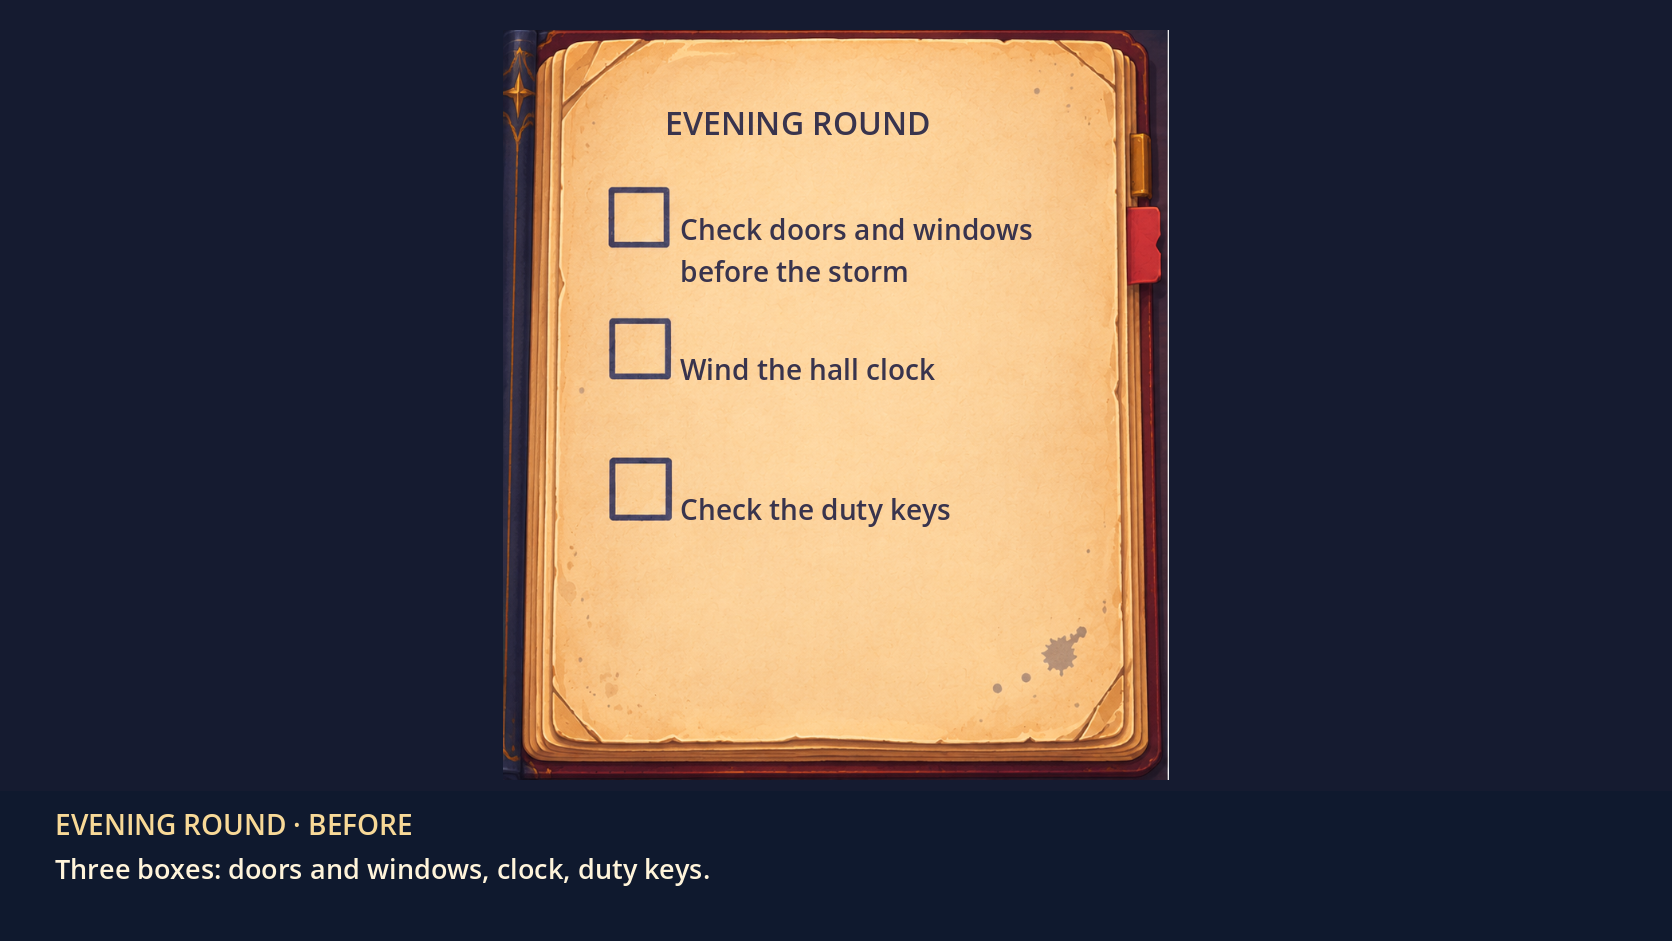 EVENING ROUND
Check doors and windows
before the storm
Wind the hall clock
Check the duty keys
EVENING ROUND · BEFORE
Three boxes: doors and windows, clock, duty keys.